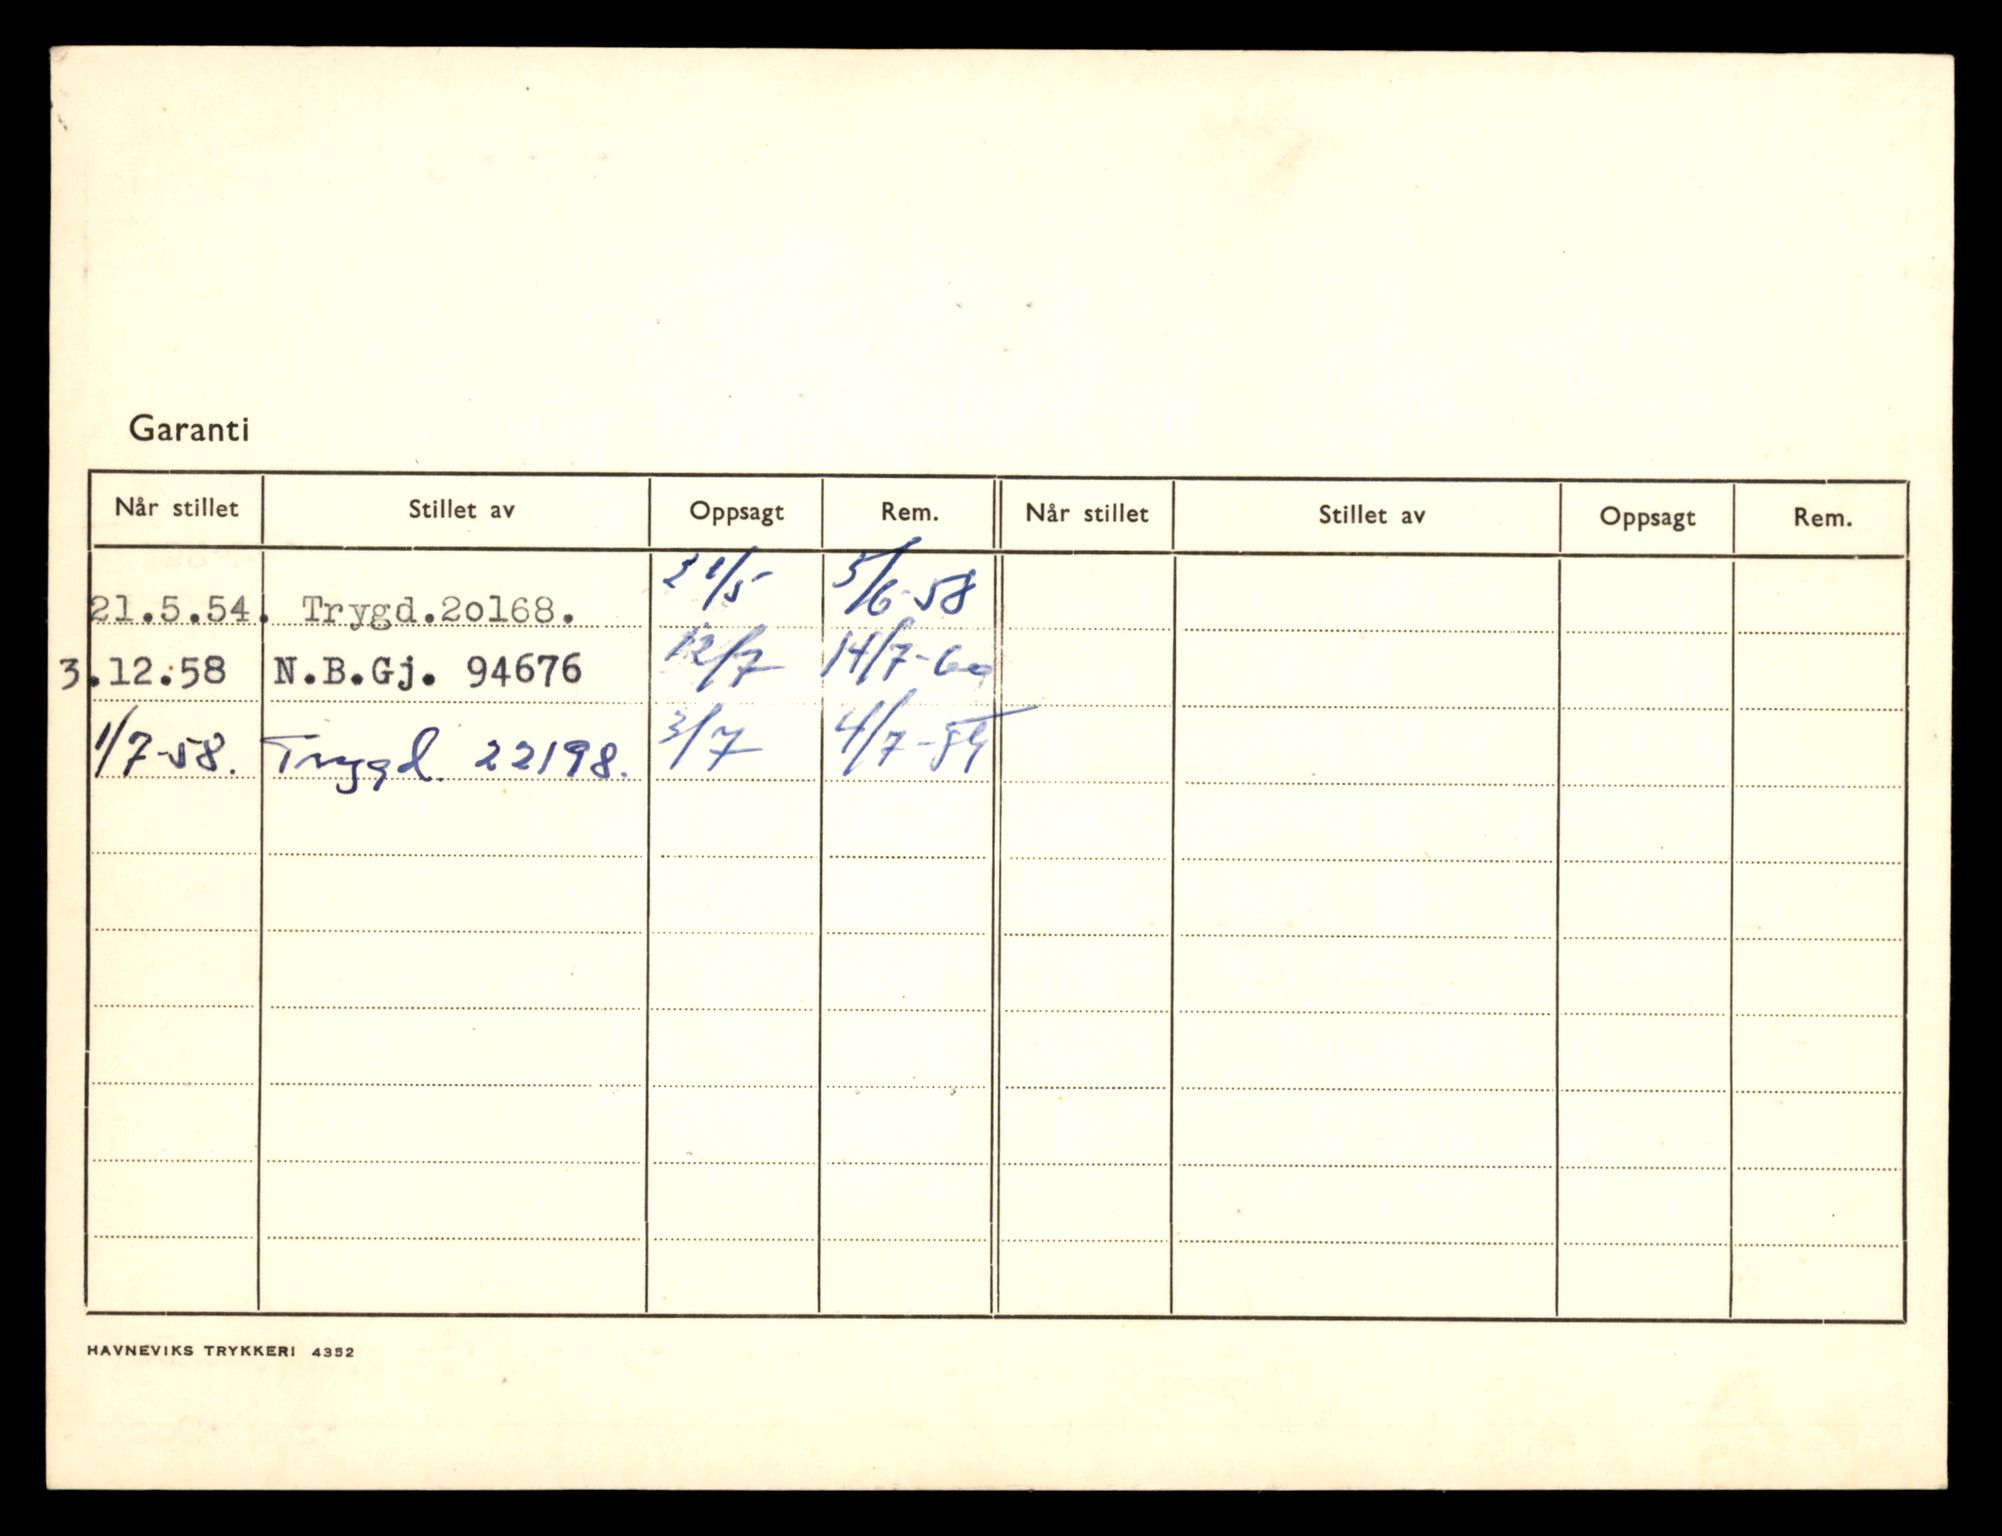 Garanti
Når stillet Stillet av Oppsagt Rem. Når stillet Stillet av Oppsagt Rem.
21.5.54. Trygd.2o168. 21/5 5/6-58
3.12.58 N.B.Gj. 94676 12/7 14/7-60
1/7-58. Trygd. 22198. 3/7 4/7-59
HAVNEVIKS TRYKKERI 4352